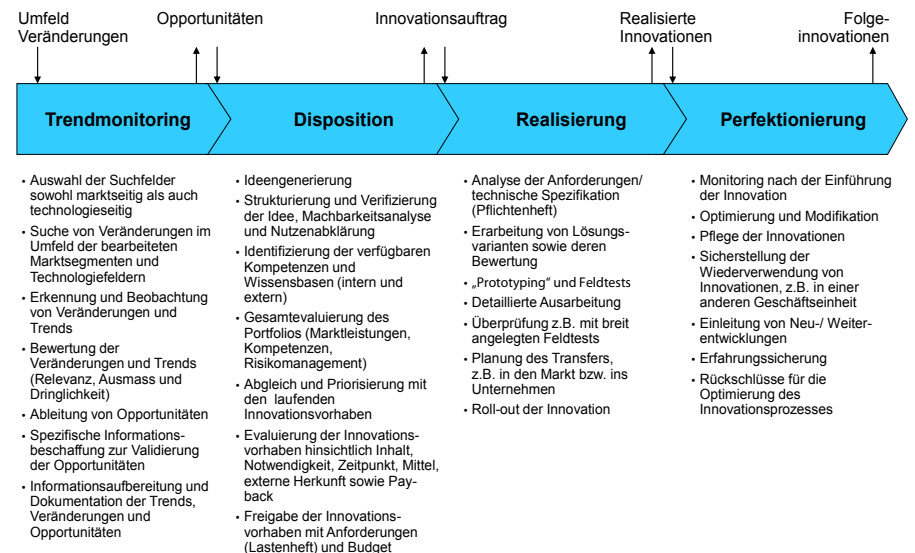 Umfeld
Veränderungen
Opportunitäten
Innovationsauftrag
Realisierte
Innovationen
Folge-
innovationen
Trendmonitoring
Disposition
Realisierung
Perfektionierung
• Auswahl der Suchfelder
sowohl marktseitig als auch
technologieseitig
• Suche von Veränderungen im
Umfeld der bearbeiteten
Marktsegmenten und
Technologiefeldern
• Erkennung und Beobachtung
von Veränderungen und
Trends
• Bewertung der
Veränderungen und Trends
(Relevanz, Ausmass und
Dringlichkeit)
• Ableitung von Opportunitäten
• Spezifische Informations-
beschaffung zur Validierung
der Opportunitäten
• Informationsaufbereitung und
Dokumentation der Trends,
Veränderungen und
Opportunitäten
• Ideengenerierung
• Strukturierung und Verifizierung
der Idee, Machbarkeitsanalyse
und Nutzenabklärung
• Identifizierung der verfügbaren
Kompetenzen und
Wissensbasen (intern und
extern)
• Gesamtevaluierung des
Portfolios (Marktleistungen,
Kompetenzen,
Risikomanagement)
• Abgleich und Priorisierung mit
den laufenden
Innovationsvorhaben
• Evaluierung der Innovations-
vorhaben hinsichtlich Inhalt,
Notwendigkeit, Zeitpunkt, Mittel,
externe Herkunft sowie Pay-
back
• Freigabe der Innovations-
vorhaben mit Anforderungen
(Lastenheft) und Budget
• Analyse der Anforderungen/
technische Spezifikation
(Pflichtenheft)
• Erarbeitung von Lösungs-
varianten sowie deren
Bewertung
• „Prototyping“ und Feldtests
• Detaillierte Ausarbeitung
• Überprüfung z.B. mit breit
angelegten Feldtests
• Planung des Transfers,
z.B. in den Markt bzw. ins
Unternehmen
• Roll-out der Innovation
• Monitoring nach der Einführung
der Innovation
• Optimierung und Modifikation
• Pflege der Innovationen
• Sicherstellung der
Wiederverwendung von
Innovationen, z.B. in einer
anderen Geschäftseinheit
• Einleitung von Neu-/ Weiter-
entwicklungen
• Erfahrungssicherung
• Rückschlüsse für die
Optimierung des
Innovationsprozesses